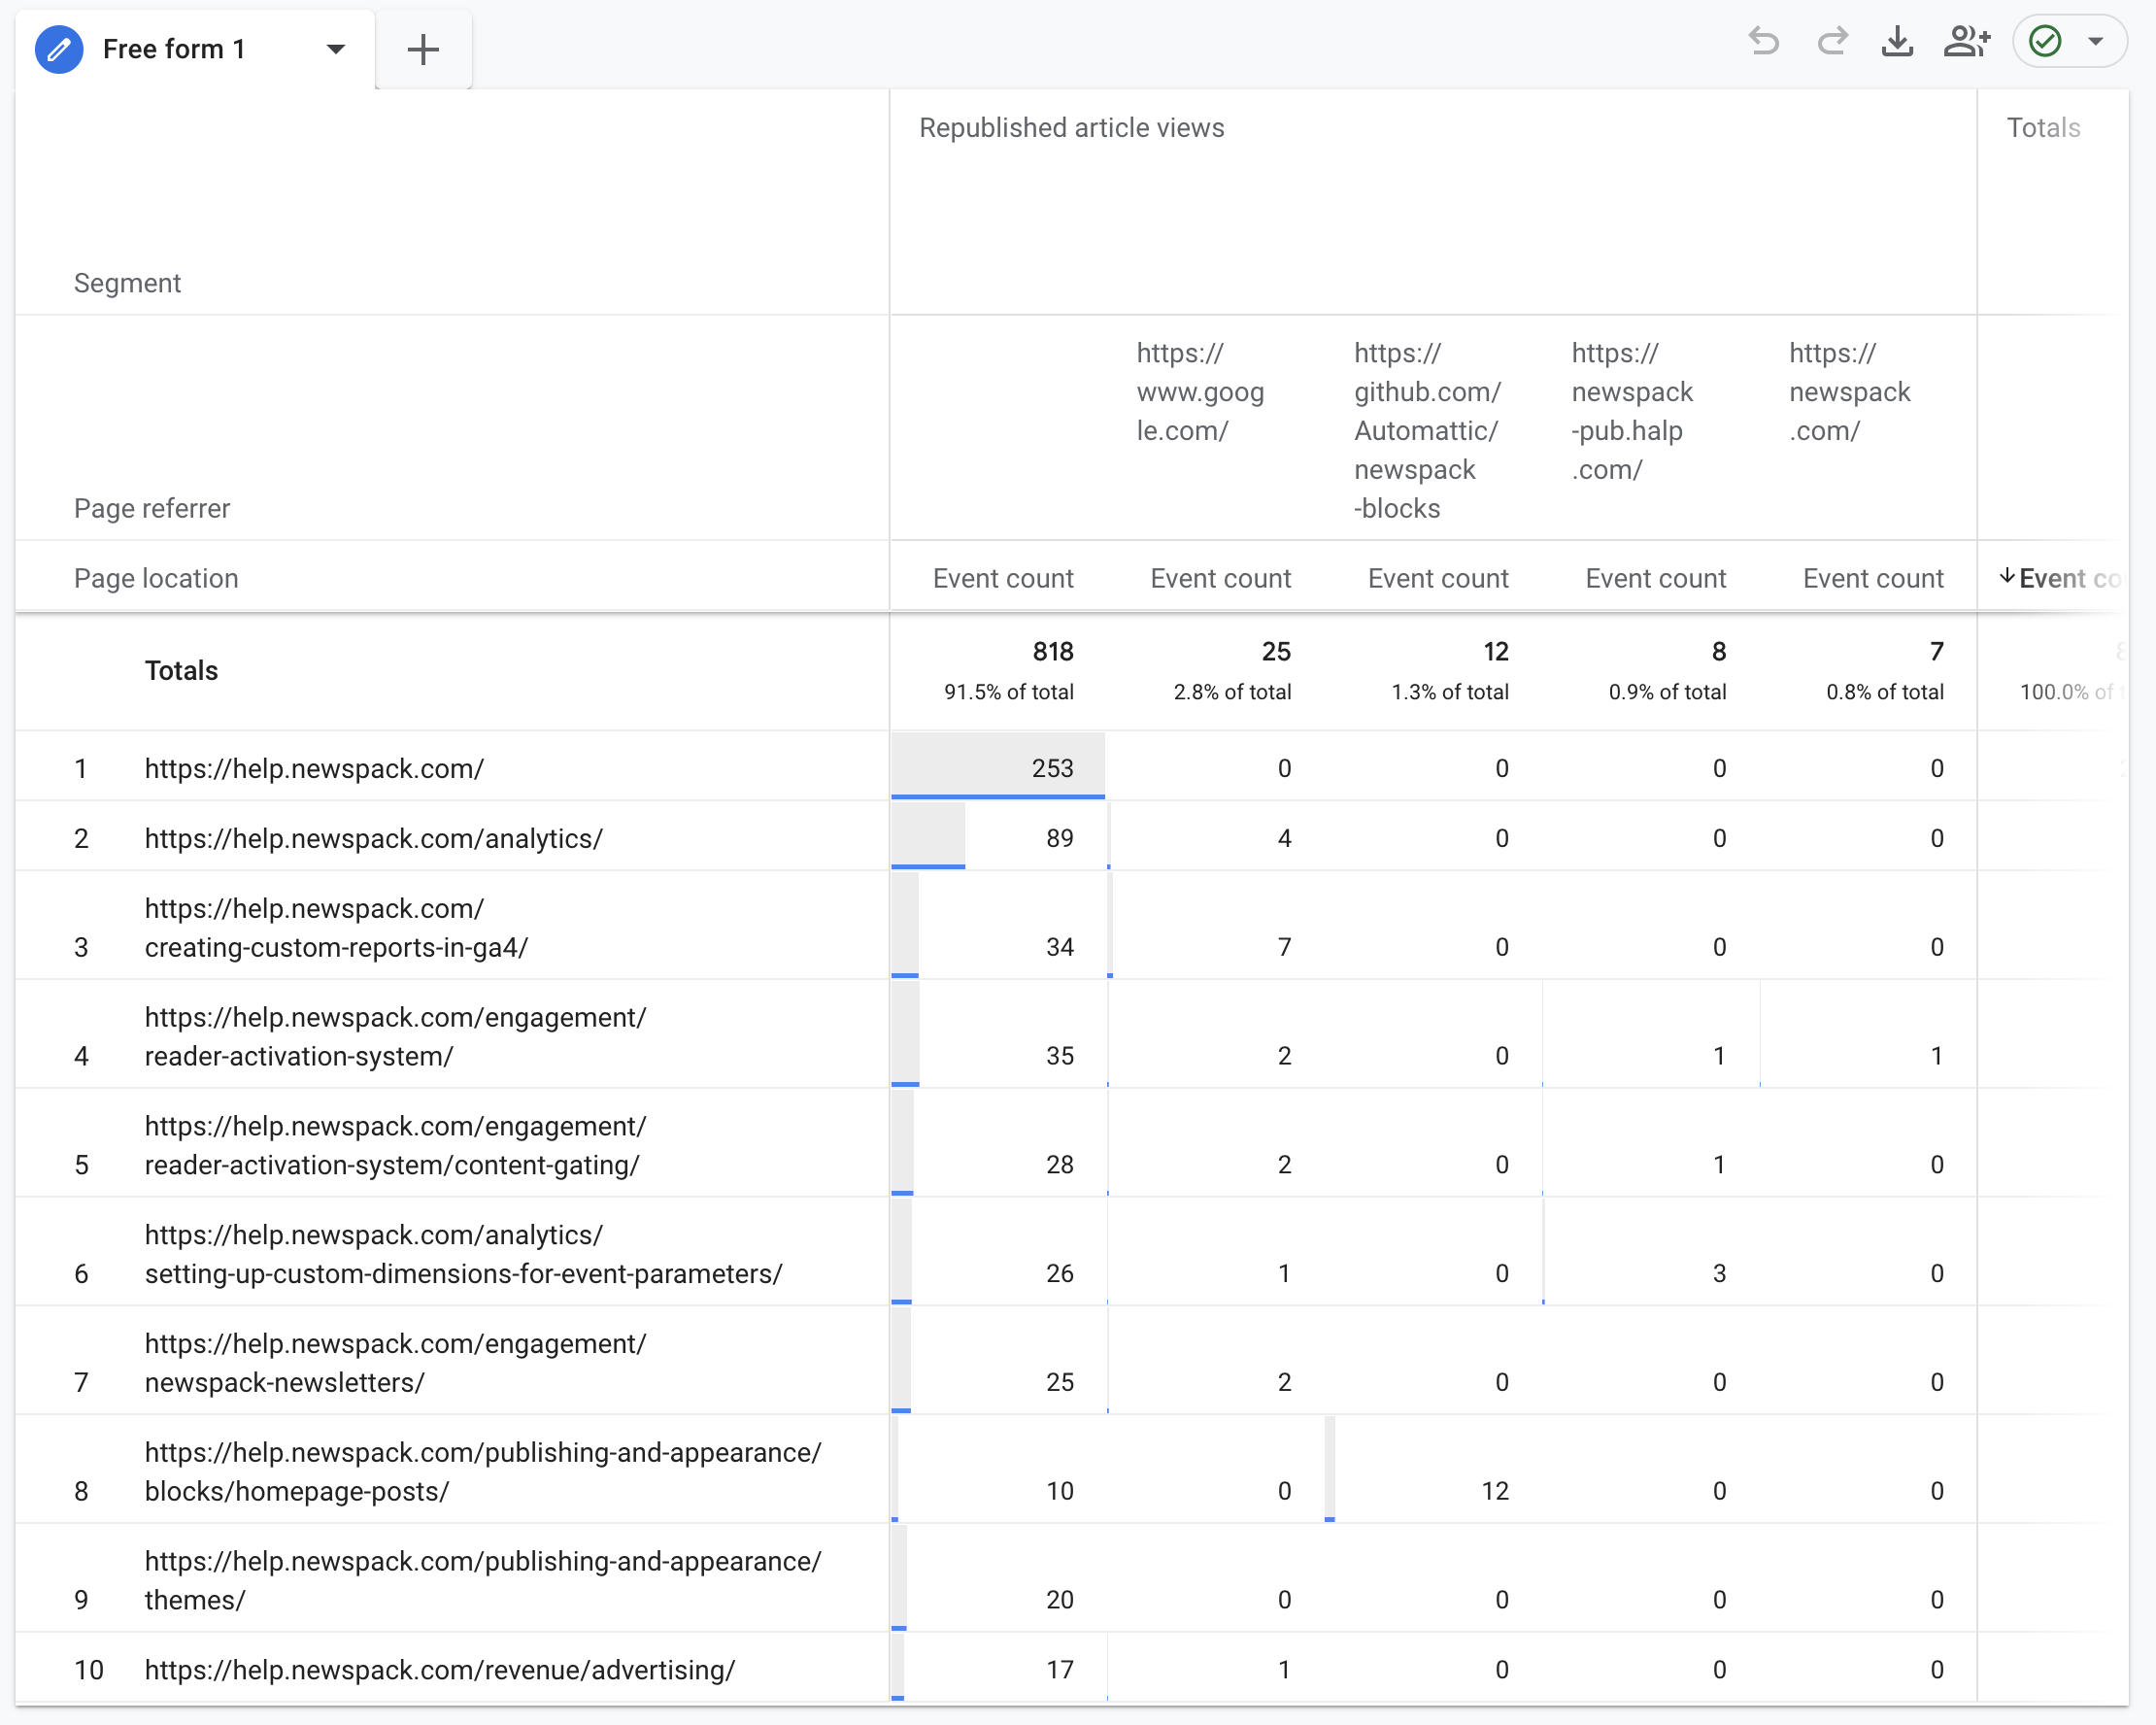 Free form 1
Republished article views
Totals
Segment
https:// https:// https:// https://
www.goog github.com/ newspack newspack
le.com/ Automattic/ -pub.halp .com/
newspack .com/
Page referrer -blocks
Page location Event count Event count Event count Event count Event count Event
818 25 12 8 7
Totals
91.5% of total 2.8% of total 1.3% of total 0.9% of total 0.8% of total 100.0% of
1 https://help.newspack.com/ 253 0 0 0 0
2 https://help.newspack.com/analytics/ 89 4 0 0 0
https://help.newspack.com/
3 creating-custom-reports-in-ga4/ 34 7 0 0 0
https://help.newspack.com/engagement/
4 reader-activation-system/ 35 2 0 1 1
https://help.newspack.com/engagement/
5 reader-activation-system/content-gating/ 28 2 0 1 0
https://help.newspack.com/analytics/
6 setting-up-custom-dimensions-for-event-parameters/ 26 1 0 3 0
https://help.newspack.com/engagement/
7 newspack-newsletters/ 25 2 0 0 0
https://help.newspack.com/publishing-and-appearance/
8 blocks/homepage-posts/ 10 0 12 0 0
https://help.newspack.com/publishing-and-appearance/
9 themes/ 20 0 0 0 0
10 https://help.newspack.com/revenue/advertising/ 17 1 0 0 0